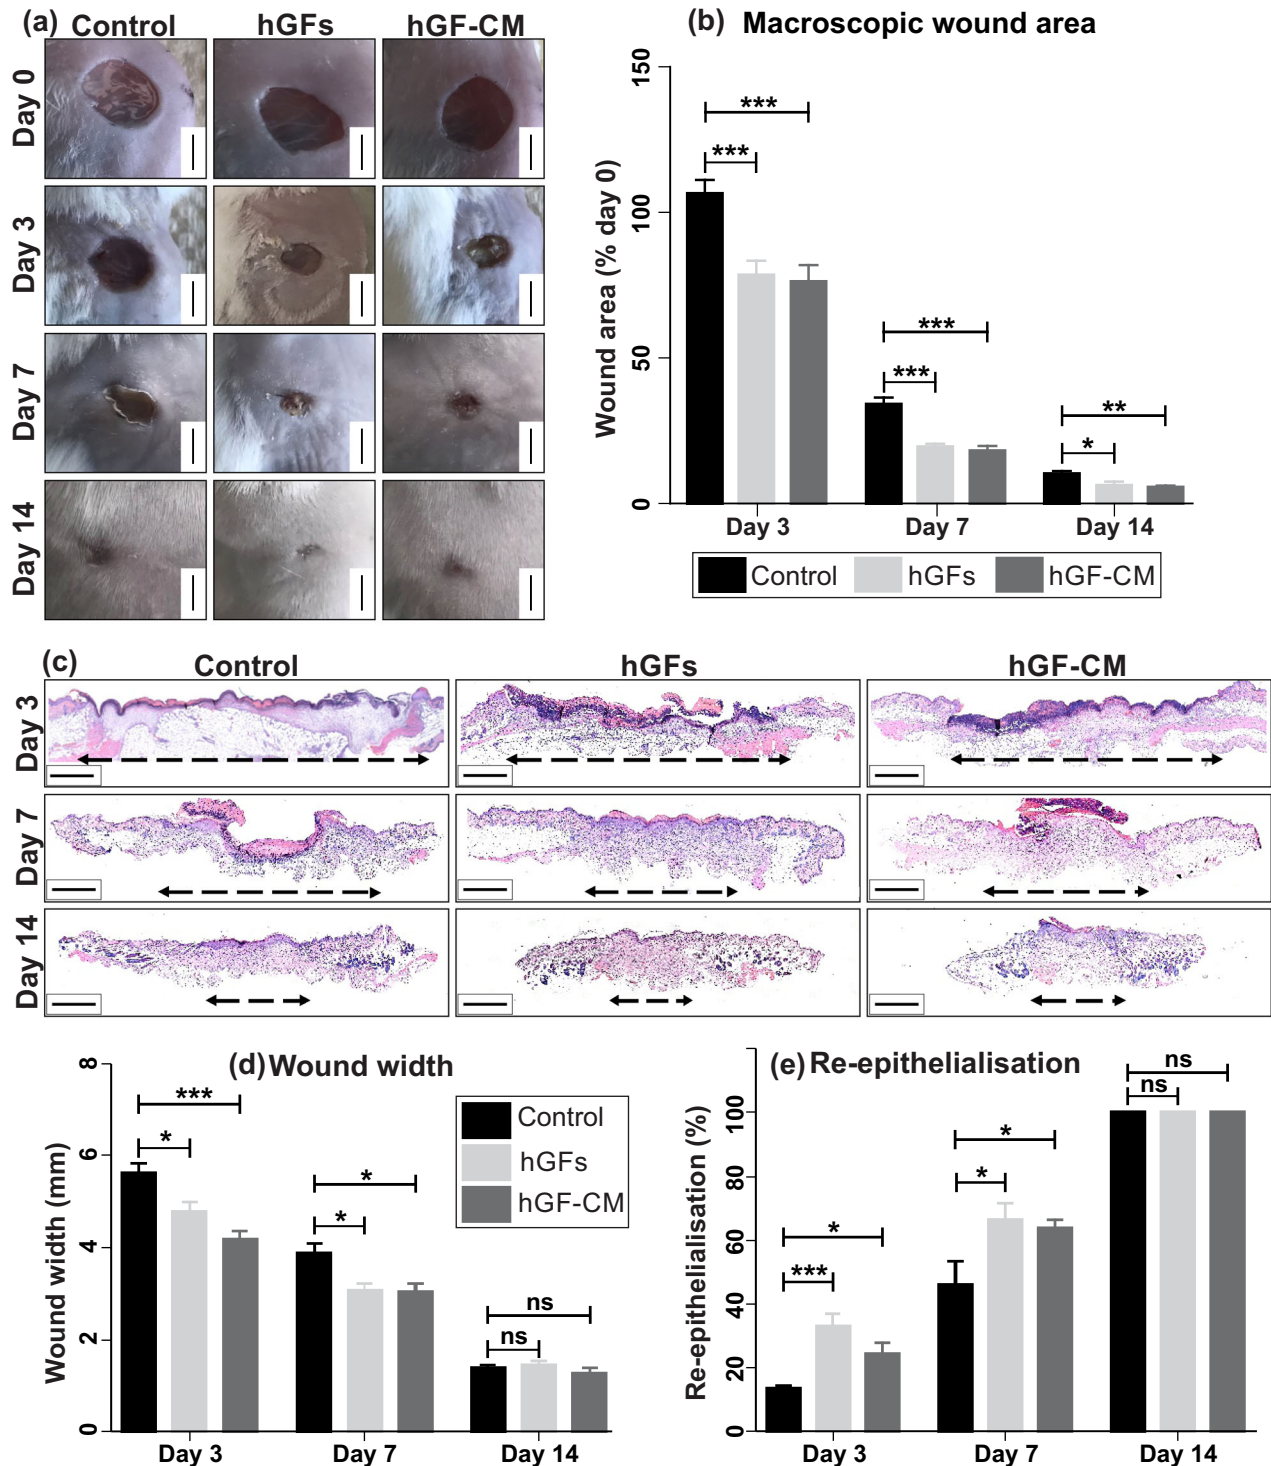 (a) Control hGFs hGF-CM
Day 0
Day 3
Day 7
Day 14
(b) Macroscopic wound area
Wound area (% day 0)
150
100
50
0
***
***
***
***
**
*
Day 3 Day 7 Day 14
Control hGFs hGF-CM
(c) Control hGFs hGF-CM
Day 3
Day 7
Day 14
(d) Wound width
Wound width (mm)
8
6
4
2
0
***
*
*
*
ns
ns
Control
hGFs
hGF-CM
Day 3 Day 7 Day 14
(e) Re-epithelialisation
Re-epithelialisation (%)
100
80
60
40
20
0
*
***
*
*
ns
ns
Day 3 Day 7 Day 14